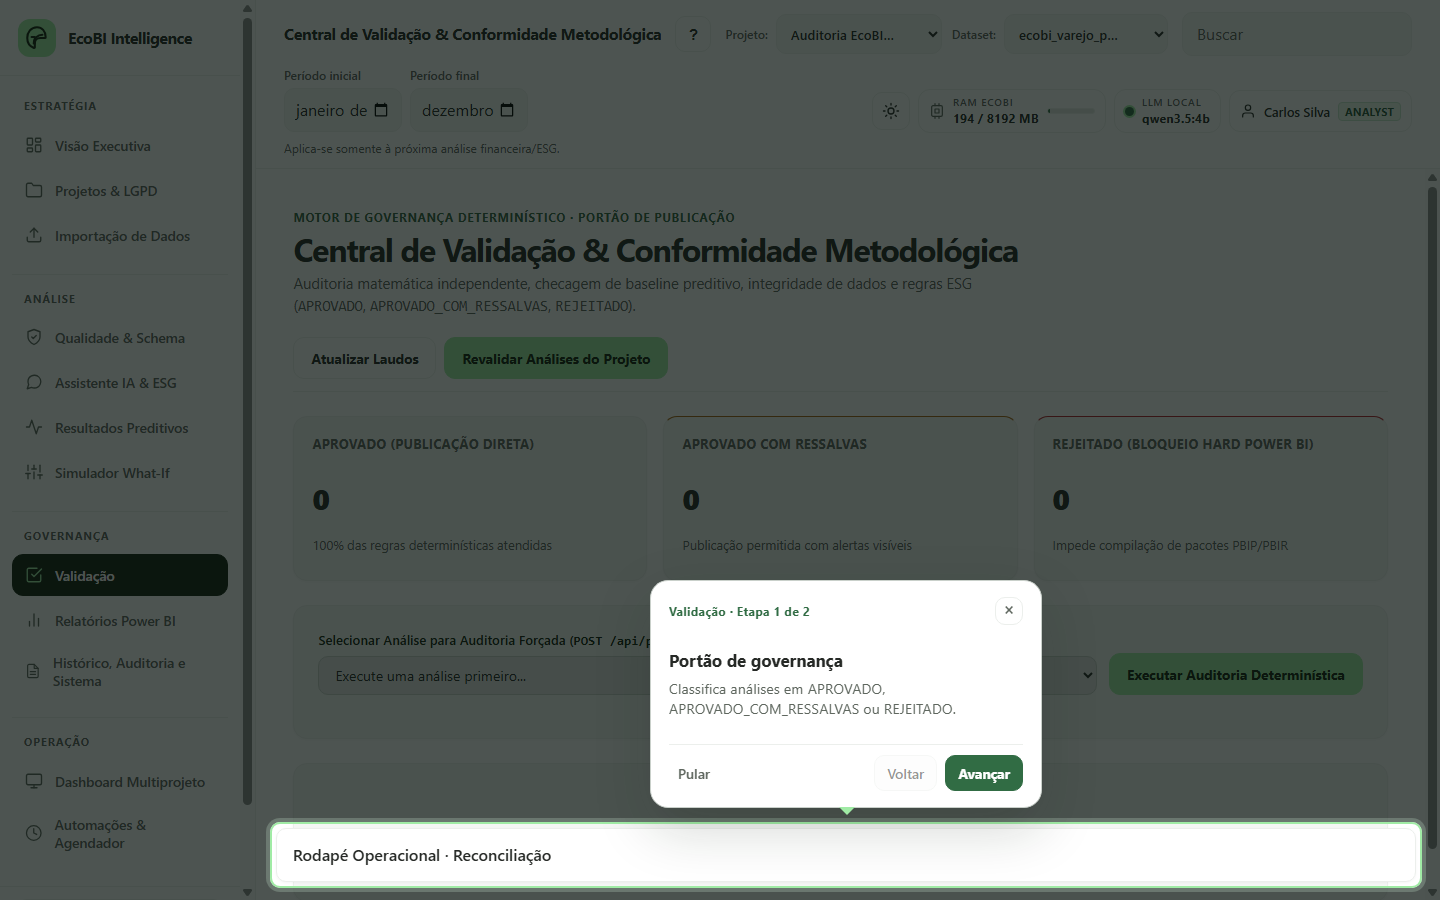 EcoBI Intelligence
ESTRATÉGIA
Visão Executiva
Projetos & LGPD
Importação de Dados
ANÁLISE
Qualidade & Schema
Assistente IA & ESG
Resultados Preditivos
Simulador What-If
GOVERNANÇA
Validação
Relatórios Power BI
Histórico, Auditoria e
Sistema
OPERAÇÃO
Dashboard Multiprojeto
Automações &
Agendador
Central de Validação & Conformidade Metodológica
?
Projeto:
Auditoria EcoBI...
Dataset:
ecobi_varejo_p...
Buscar
Período inicial
Período final
janeiro de
dezembro
Aplica-se somente à próxima análise financeira/ESG.
RAM ECOBI
194 / 8192 MB
LLM LOCAL
qwen3.5:4b
Carlos Silva
ANALYST
MOTOR DE GOVERNANÇA DETERMINÍSTICO · PORTÃO DE PUBLICAÇÃO
Central de Validação & Conformidade Metodológica
Auditoria matemática independente, checagem de baseline preditivo, integridade de dados e regras ESG
(APROVADO, APROVADO_COM_RESSALVAS, REJEITADO).
Atualizar Laudos
Revalidar Análises do Projeto
APROVADO (PUBLICAÇÃO DIRETA)
0
100% das regras determinísticas atendidas
APROVADO COM RESSALVAS
0
Publicação permitida com alertas visíveis
REJEITADO (BLOQUEIO HARD POWER BI)
0
Impede compilação de pacotes PBIP/PBIR
Selecionar Análise para Auditoria Forçada (POST /api/p
Execute uma análise primeiro...
Executar Auditoria Determinística
Validação · Etapa 1 de 2
×
Portão de governança
Classifica análises em APROVADO,
APROVADO_COM_RESSALVAS ou REJEITADO.
Pular
Voltar
Avançar
Rodapé Operacional · Reconciliação